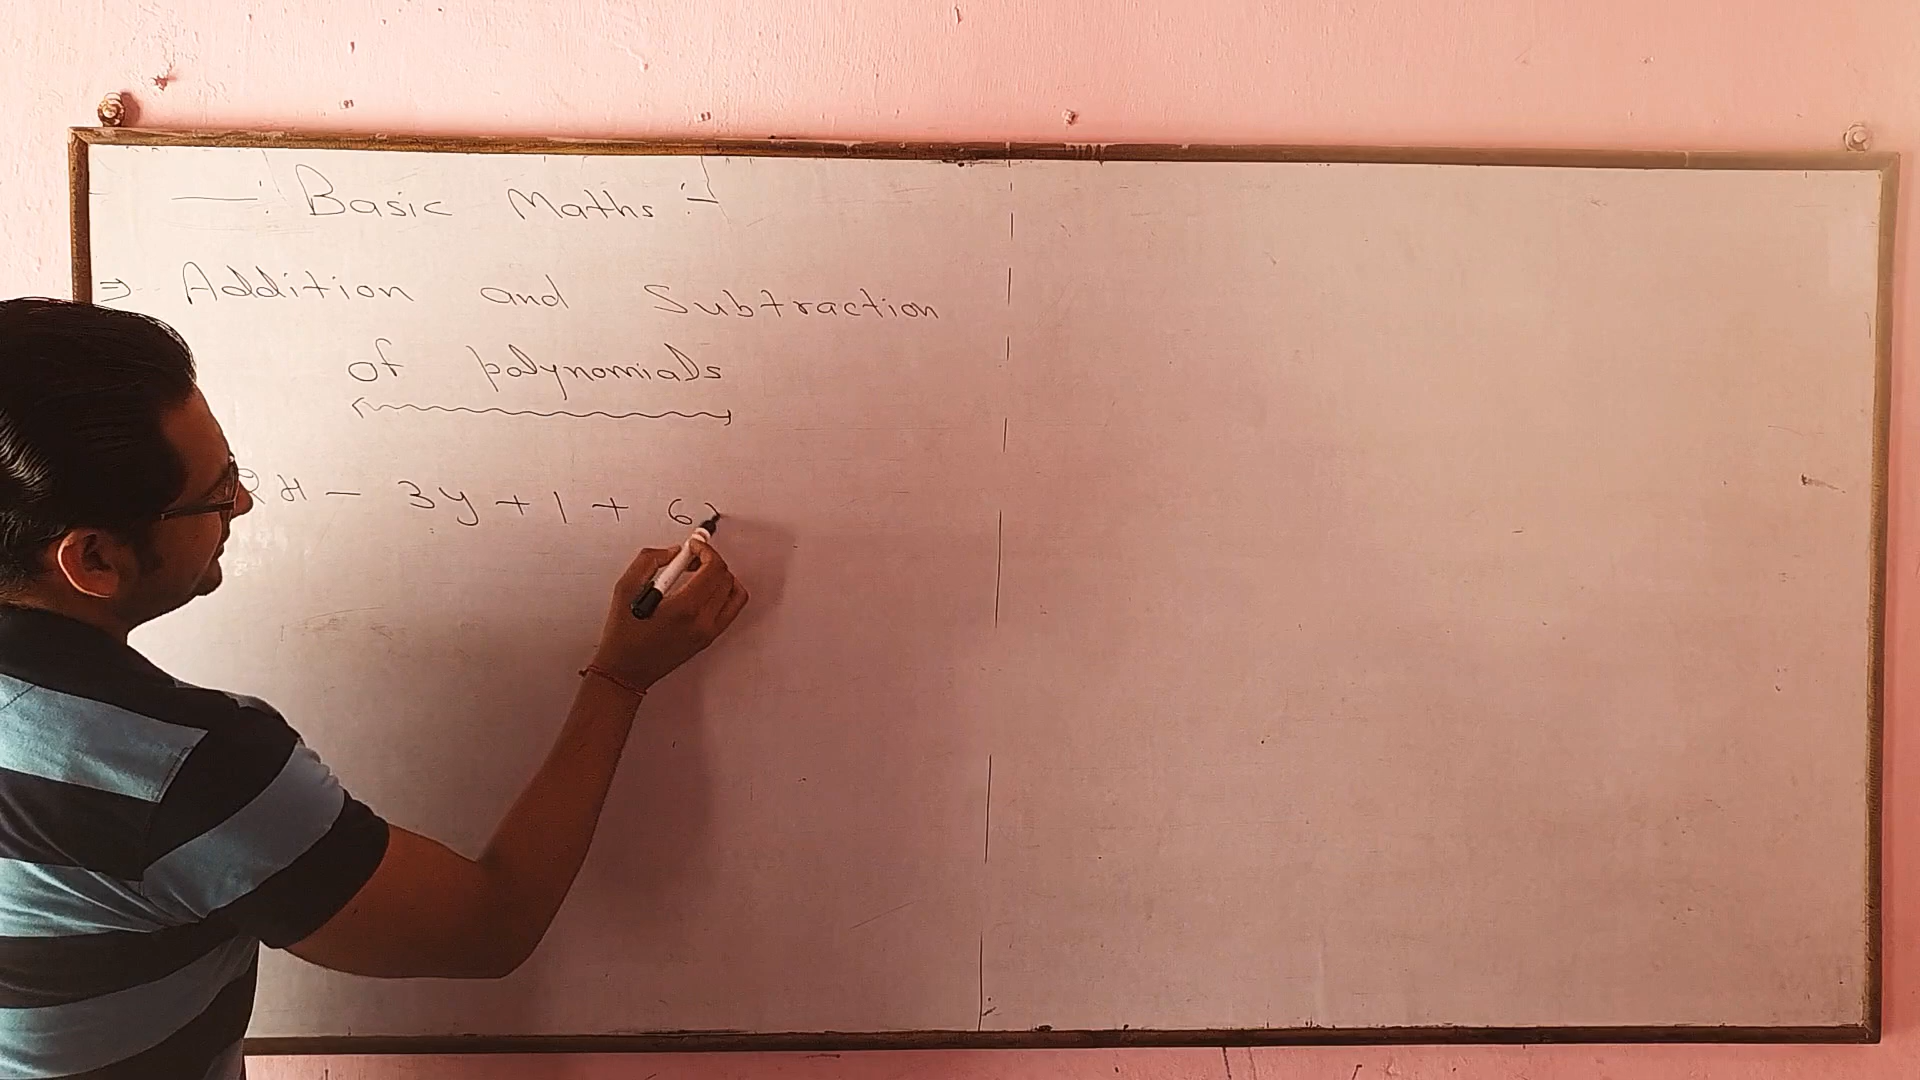 —: Basic Maths :-
⇒ Addition and Subtraction
of polynomials
2x - 3y + 1 + 6